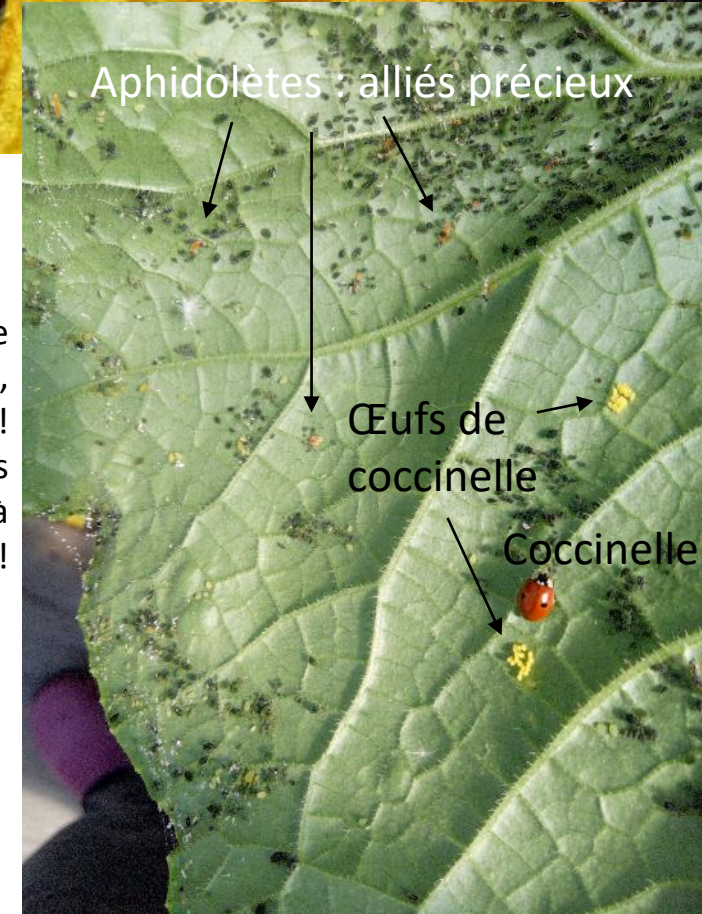 Aphidolètes : alliés précieux
e
,
!
s
à
!
Œufs de
coccinelle
Coccinelle